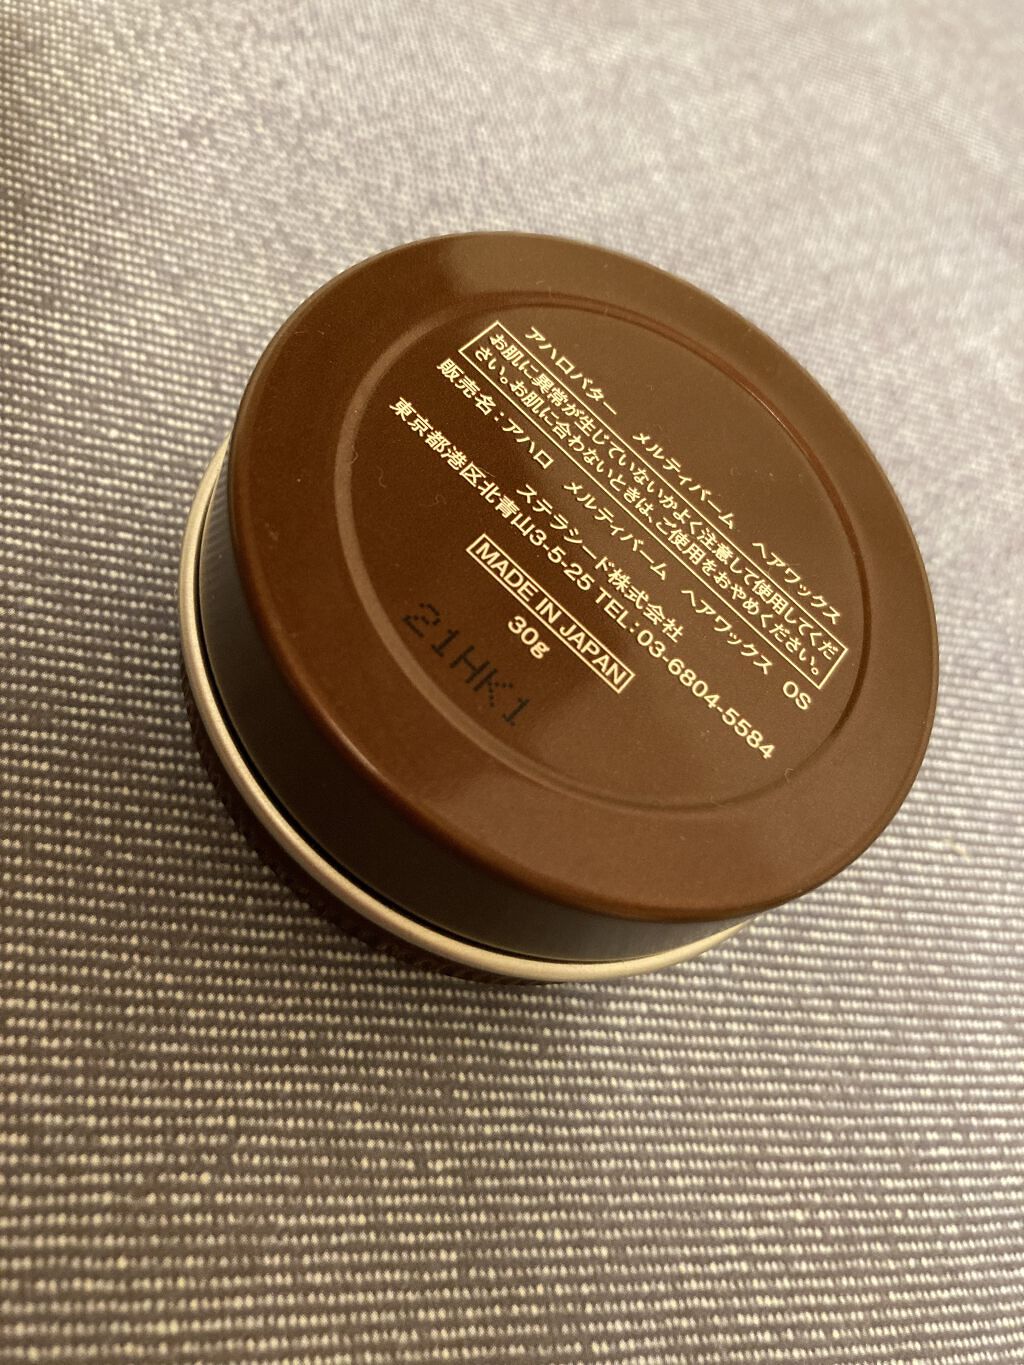 アハロバター メルティバーム ヘアワックス
お肌に異常が生じていないかよく注意して使用してくだ
さい。お肌に合わないときは、ご使用をおやめください。
販売名：アハロ メルティバーム ヘアワックス OS
ステラシード株式会社
東京都港区北青山3-5-25 TEL：03-6804-5584
MADE IN JAPAN
30g
21HK1